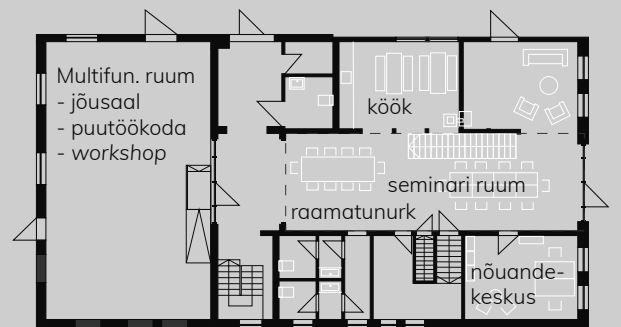 Multifun. ruum
- jõusaal
- puutöökoda
- workshop
köök
seminari ruum
raamatunurk
nõuande-
keskus